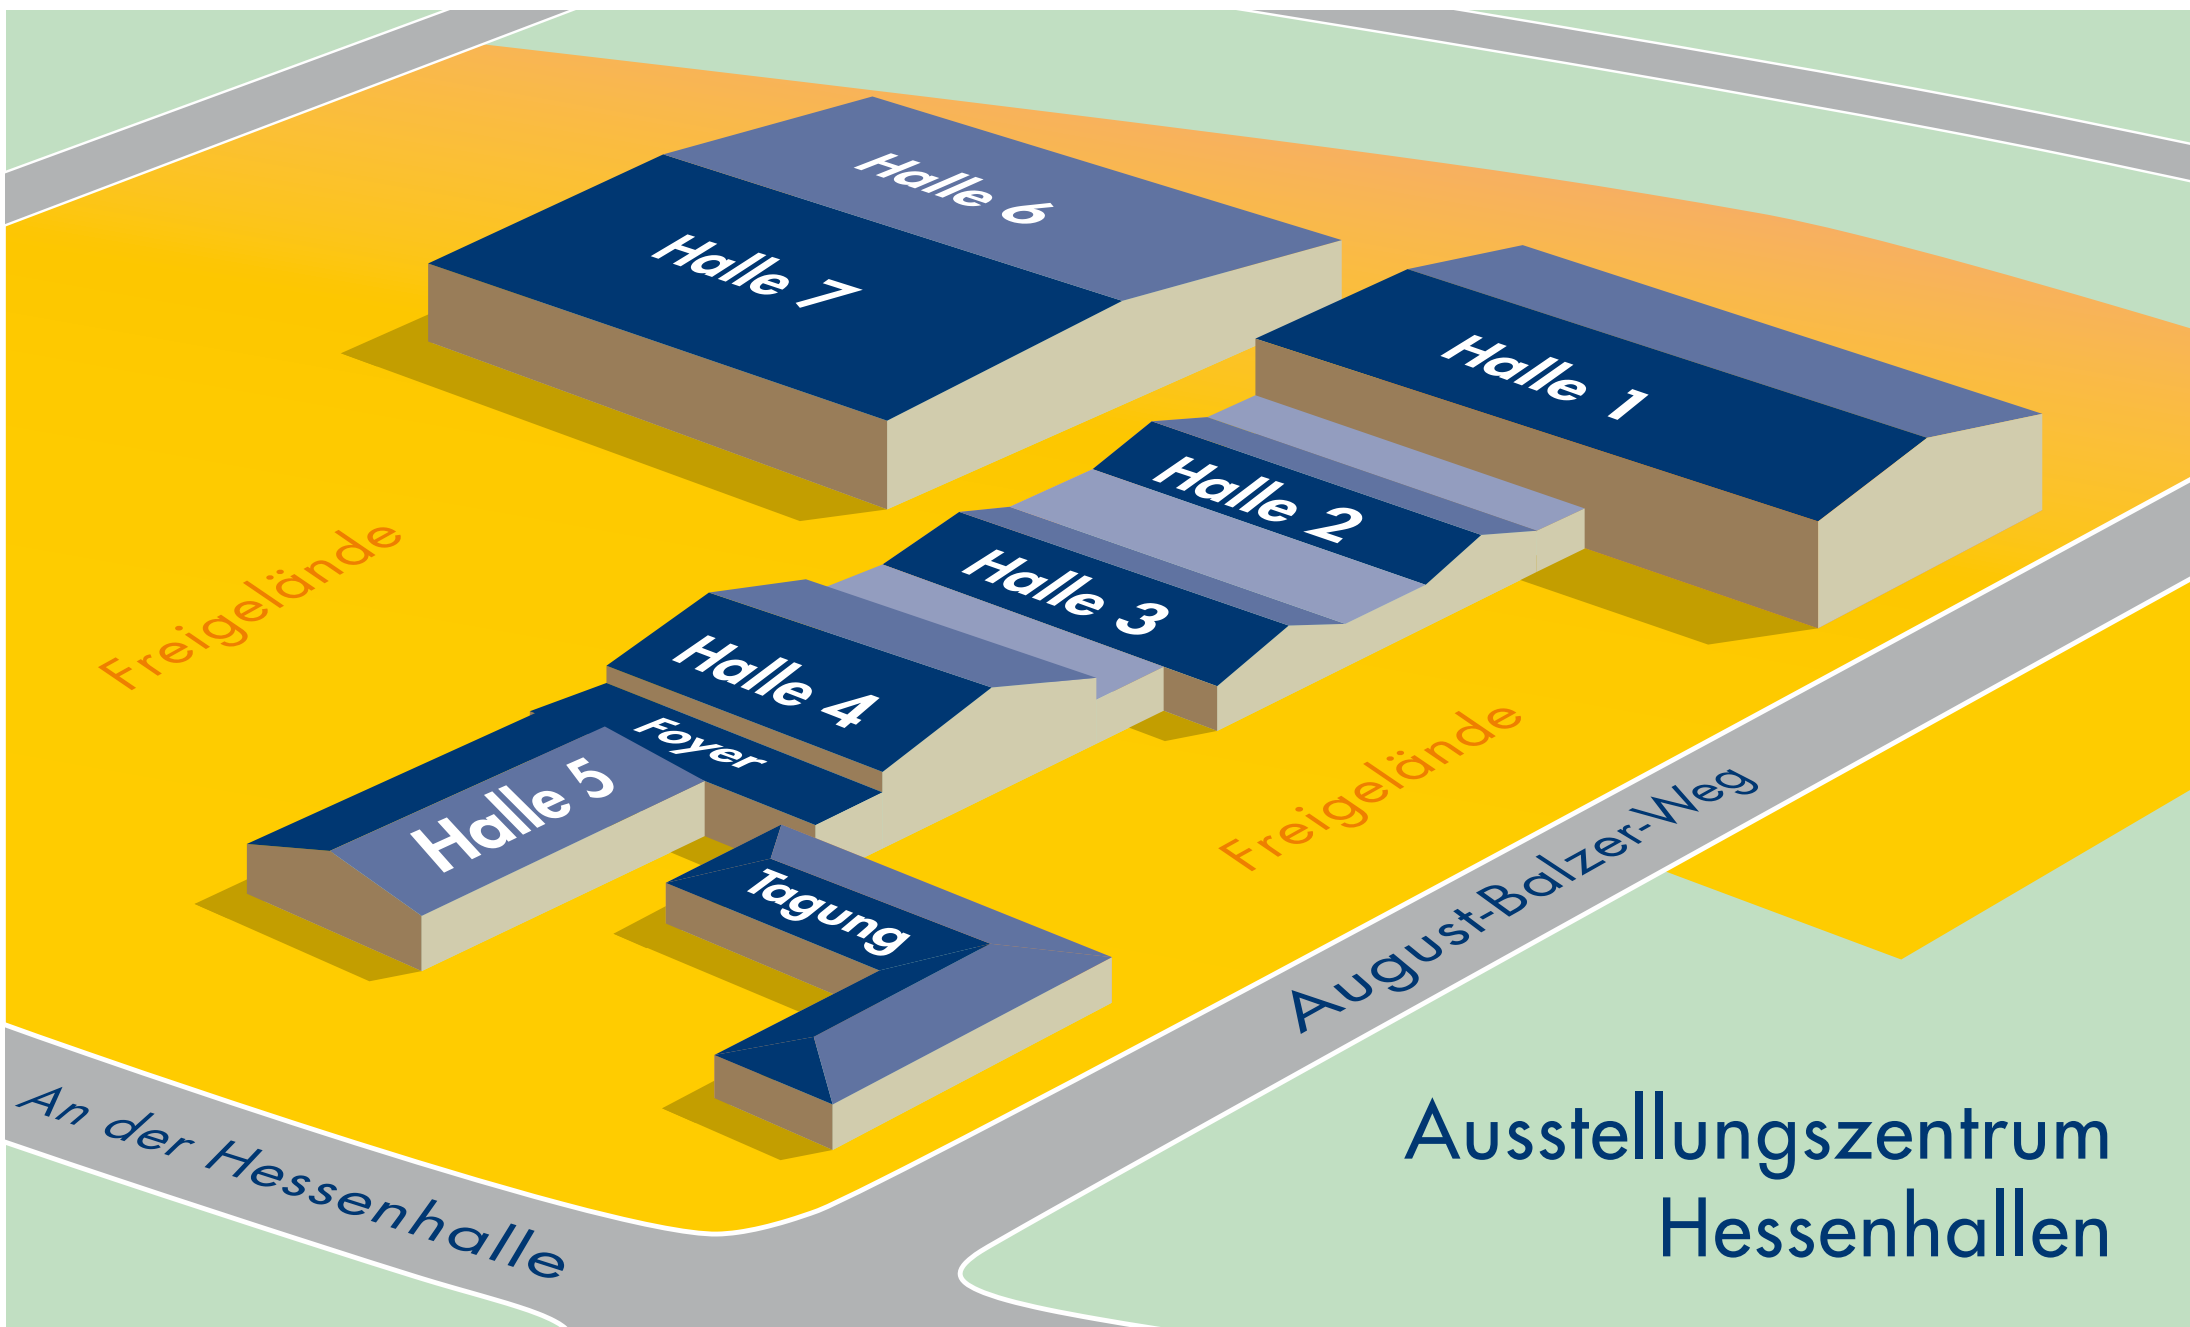 Halle 6
Halle 7
Halle 1
Halle 2
Halle 3
Halle 4
Foyer
Halle 5
Tagung
Freigelände
Freigelände
August-Balzer-Weg
An der Hessenhalle
Ausstellungszentrum
Hessenhallen